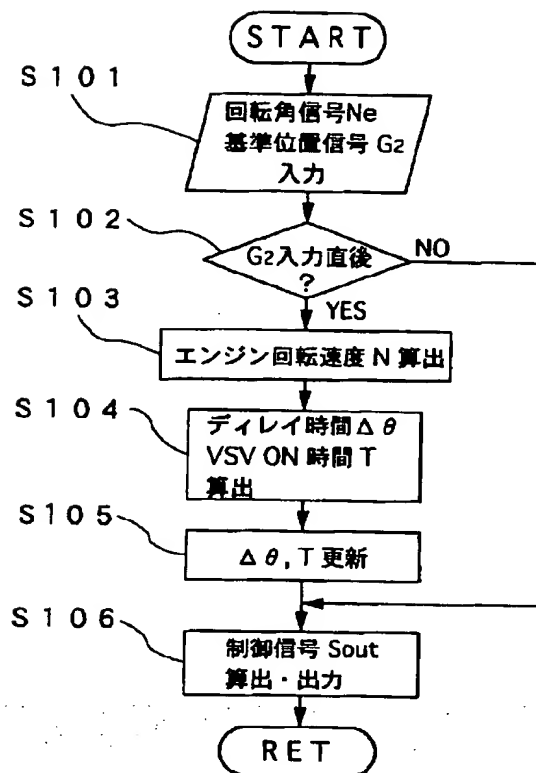 START
S101
回転角信号Ne
基準位置信号 G2
入力
S102
G2入力直後
?
NO
YES
S103
エンジン回転速度 N 算出
S104
ディレイ時間Δθ
VSV ON 時間 T
算出
S105
Δθ, T 更新
S106
制御信号 Sout
算出・出力
RET